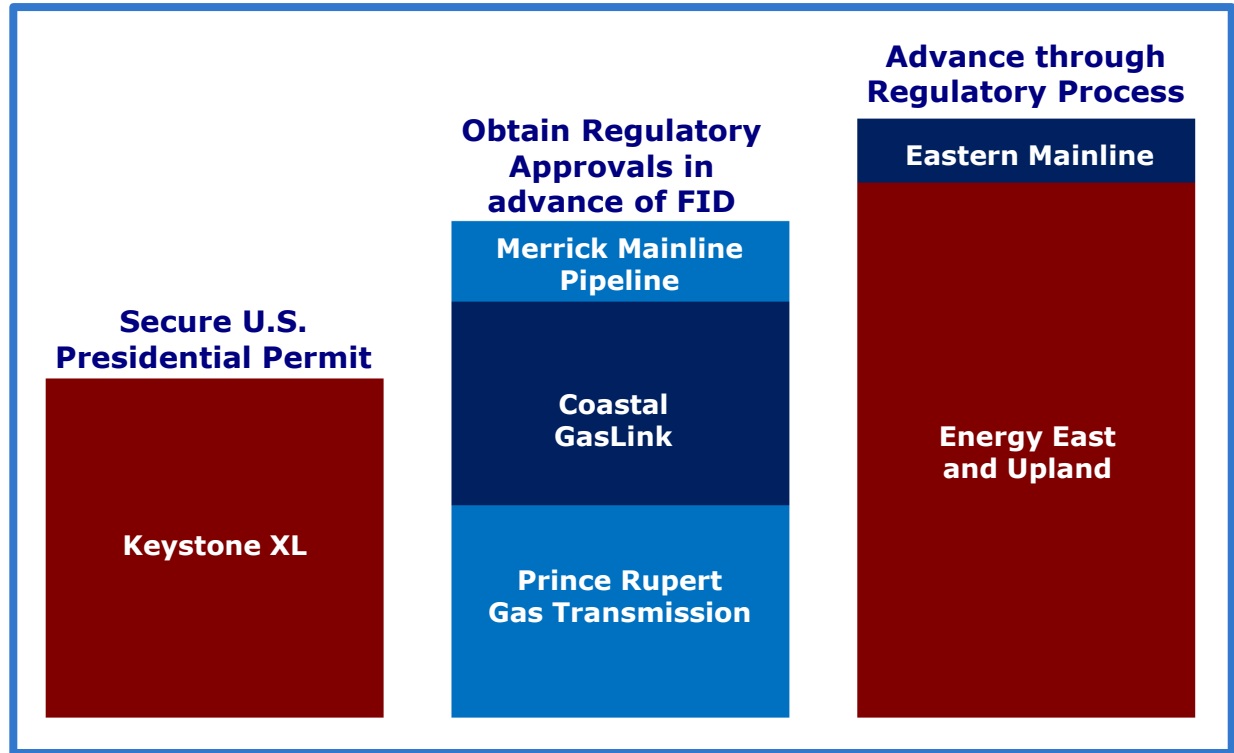 Secure U.S.
Presidential Permit
Keystone XL
Obtain Regulatory
Approvals in
advance of FID
Merrick Mainline
Pipeline
Coastal
GasLink
Prince Rupert
Gas Transmission
Advance through
Regulatory Process
Eastern Mainline
Energy East
and Upland